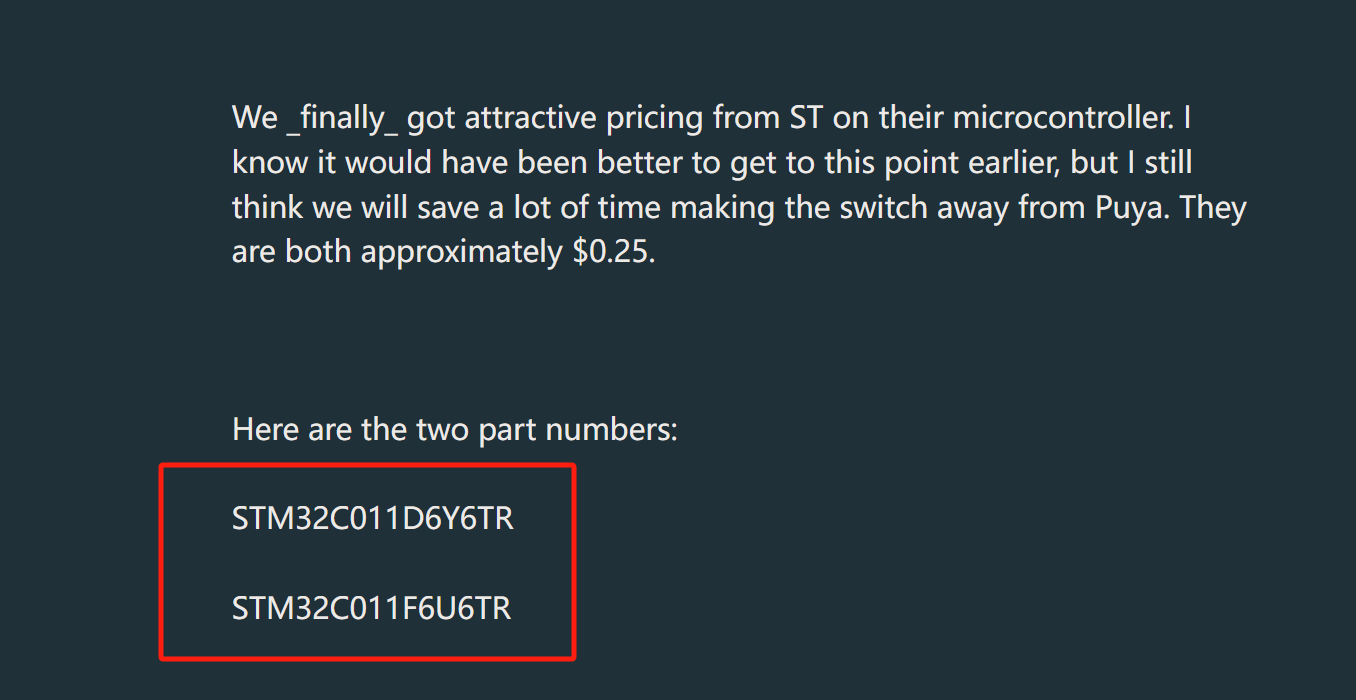 We _finally_ got attractive pricing from ST on their microcontroller. I
know it would have been better to get to this point earlier, but I still
think we will save a lot of time making the switch away from Puya. They
are both approximately $0.25.
Here are the two part numbers:
STM32C011D6Y6TR
STM32C011F6U6TR